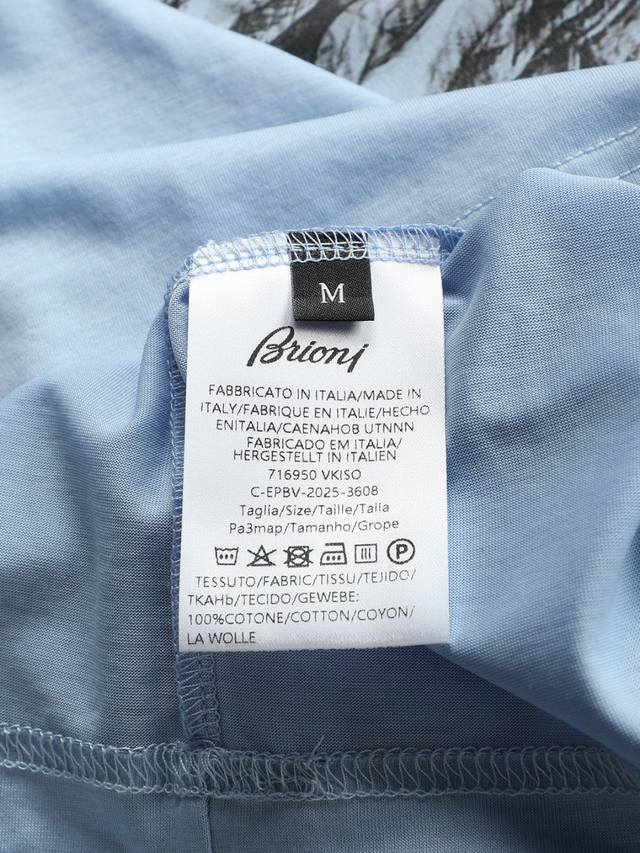 M
Brioni
FABBRICATO IN ITALIA/MADE IN
ITALY/FABRIQUE EN ITALIE/HECHO
ENITALIA/CAENAHOB UTNNN
FABRICADO EM ITALIA/
HERGESTELLT IN ITALIEN
716950 VKISO
C-EPBV-2025-3608
Taglia/Size/Taille/Talla
Pa3map/Tamanho/Grope
P
TESSUTO/FABRIC/TISSU/TEJIDO/
TKAHb/TECIDO/GEWEBE:
100%COTONE/COTTON/COYON/
LA WOLLE